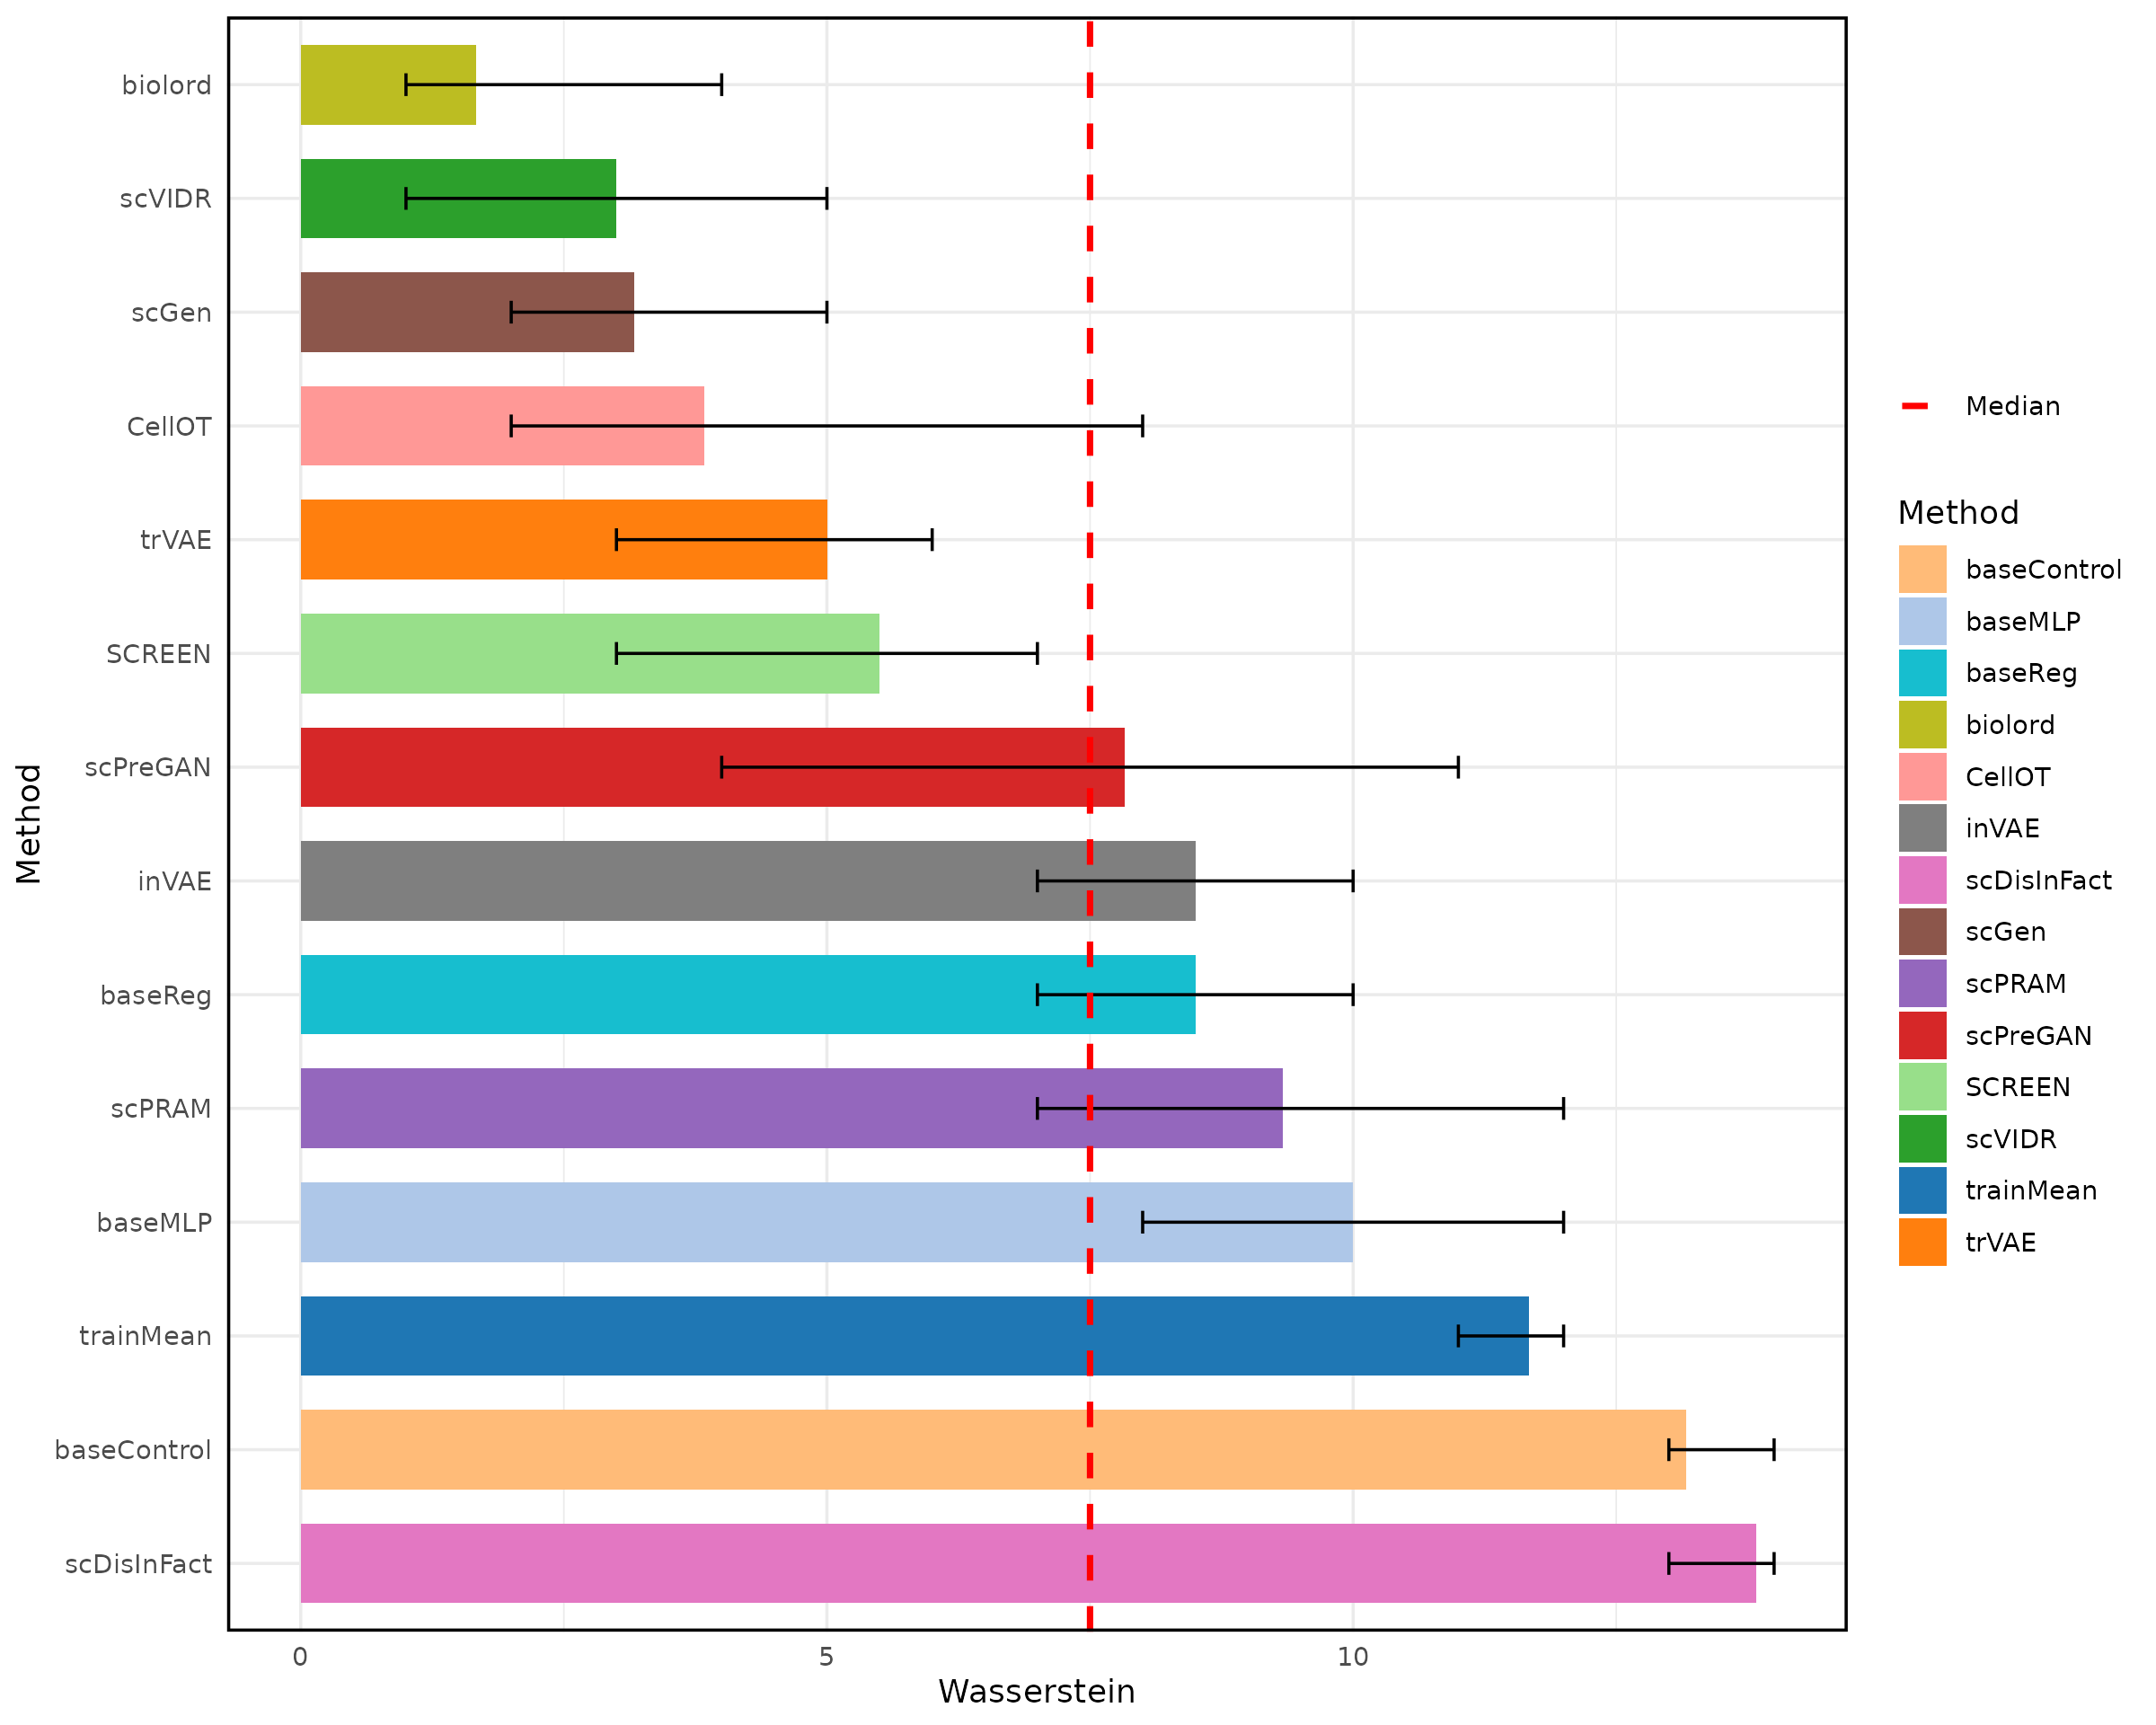 biolord
scVIDR
scGen
CellOT
trVAE
SCREEN
scPreGAN
inVAE
baseReg
scPRAM
baseMLP
trainMean
baseControl
scDisInFact
Method
0 5 10
Wasserstein
Median
Method
baseControl
baseMLP
baseReg
biolord
CellOT
inVAE
scDisInFact
scGen
scPRAM
scPreGAN
SCREEN
scVIDR
trainMean
trVAE